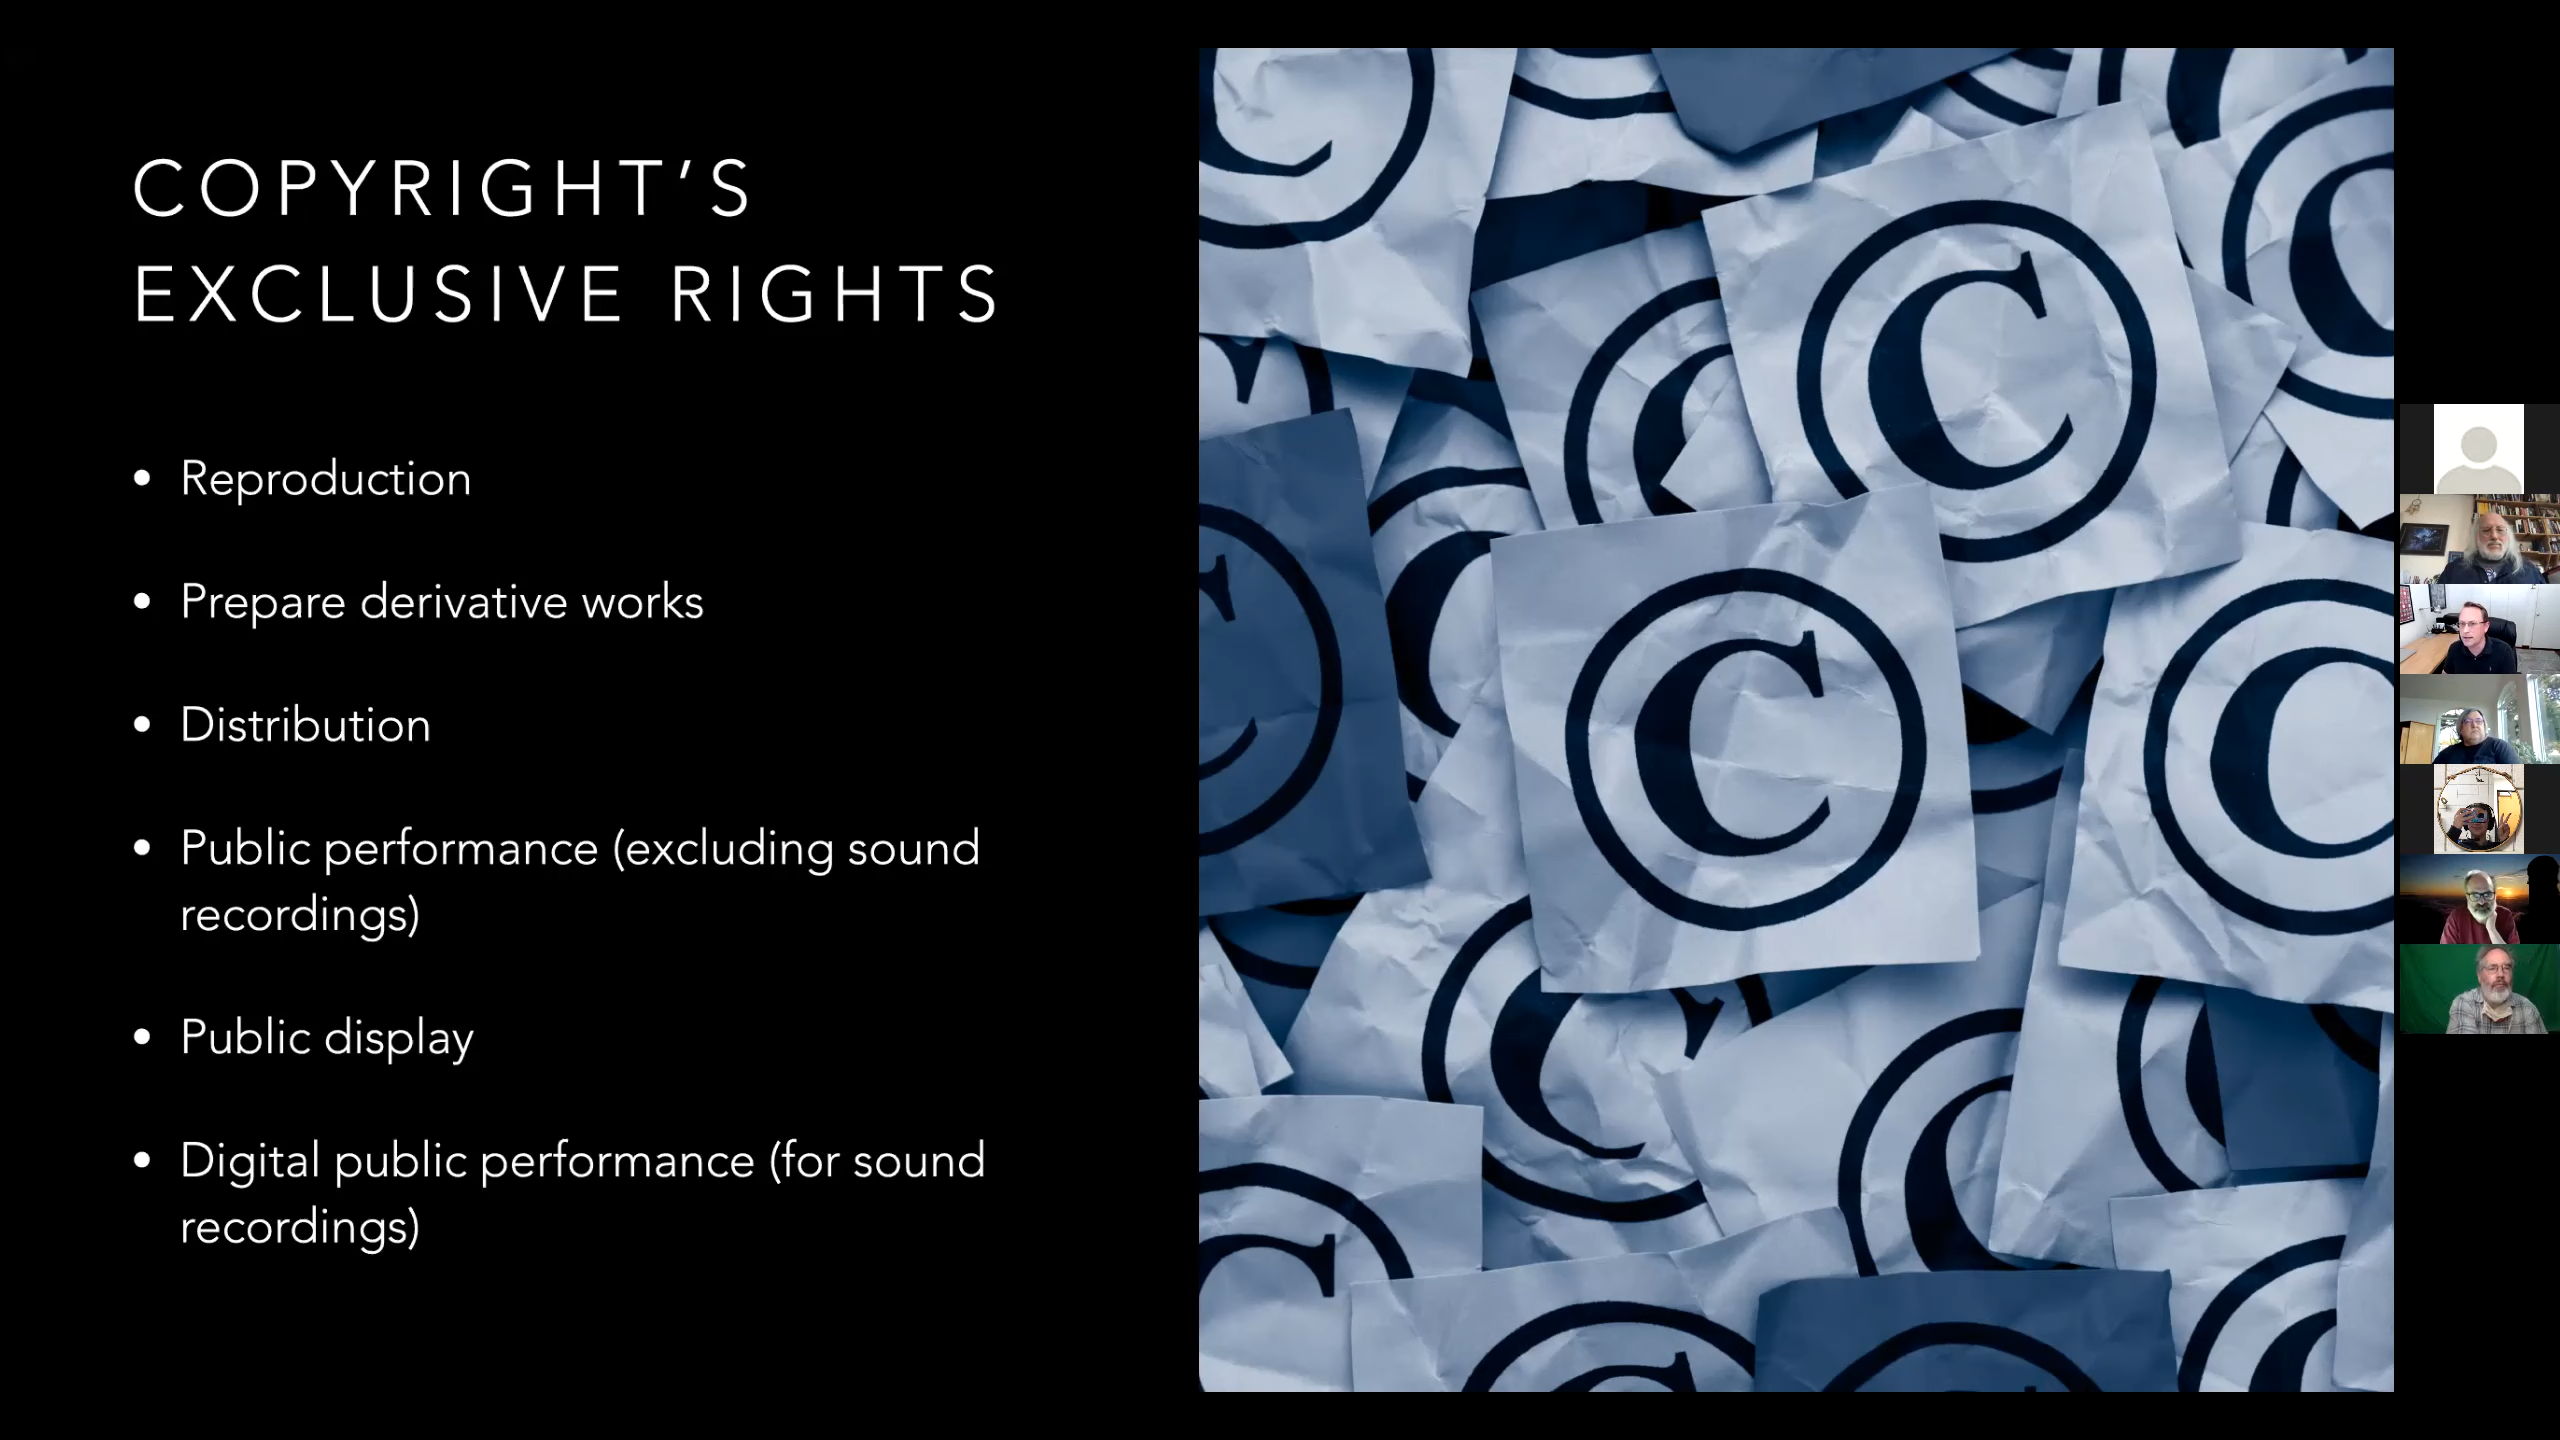 COPYRIGHT’S
EXCLUSIVE RIGHTS
• Reproduction
• Prepare derivative works
• Distribution
• Public performance (excluding sound
recordings)
• Public display
• Digital public performance (for sound
recordings)
©
©
©
©
©
©
©
©
©
©
©
©